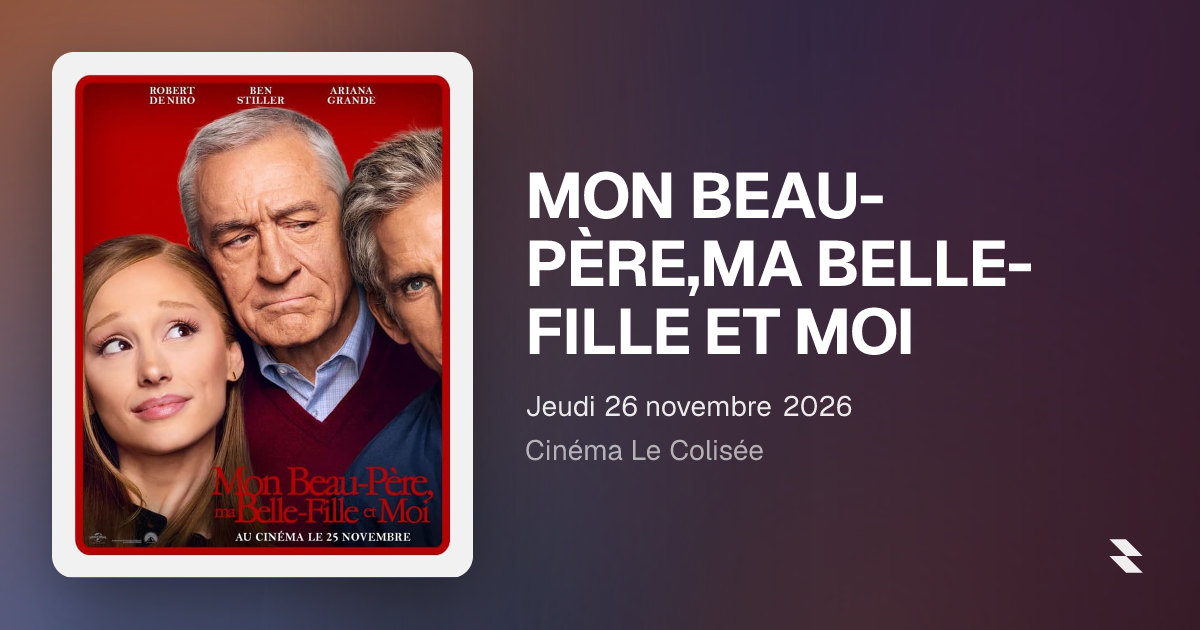 ROBERT DE NIRO
BEN STILLER
ARIANA GRANDE
Mon Beau-Père,
ma Belle-Fille et Moi
AU CINÉMA LE 25 NOVEMBRE
MON BEAU-
PÈRE,MA BELLE-
FILLE ET MOI
Jeudi 26 novembre 2026
Cinéma Le Colisée